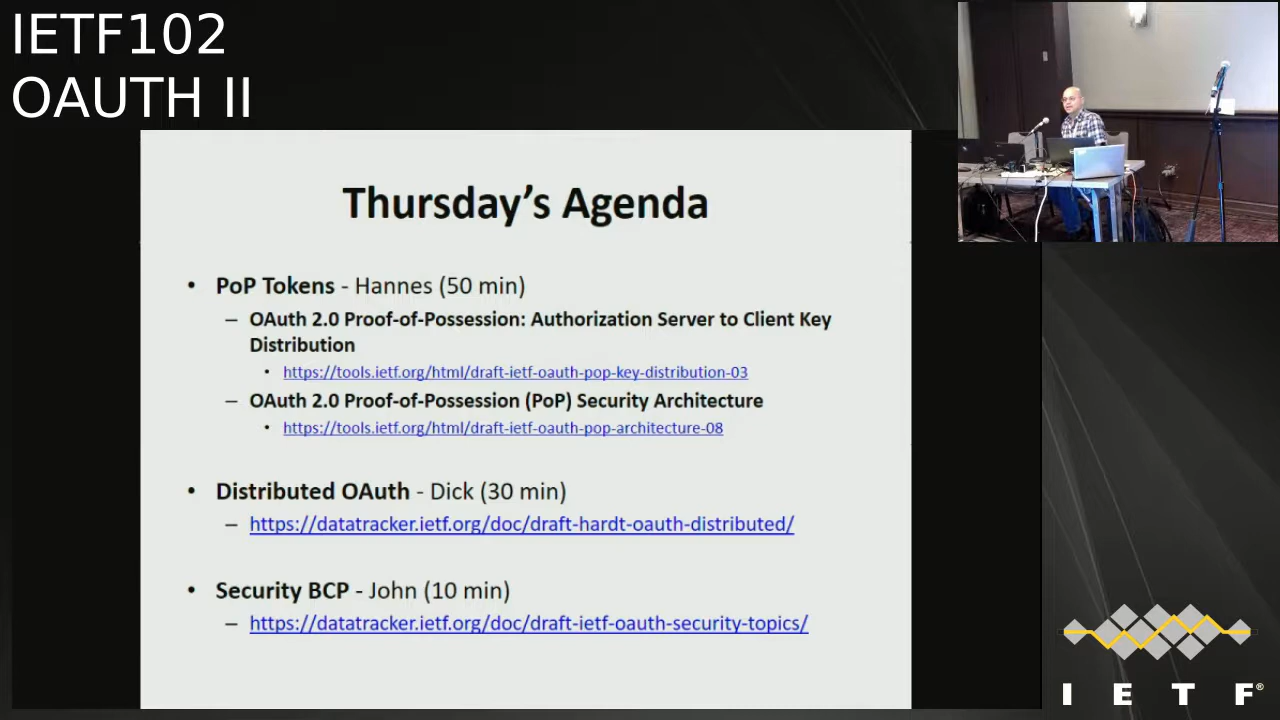 IETF102
OAUTH II
Thursday's Agenda
• PoP Tokens - Hannes (50 min)
– OAuth 2.0 Proof-of-Possession: Authorization Server to Client Key
Distribution
• https://tools.ietf.org/html/draft-ietf-oauth-pop-key-distribution-03
– OAuth 2.0 Proof-of-Possession (PoP) Security Architecture
• https://tools.ietf.org/html/draft-ietf-oauth-pop-architecture-08
• Distributed OAuth - Dick (30 min)
– https://datatracker.ietf.org/doc/draft-hardt-oauth-distributed/
• Security BCP - John (10 min)
– https://datatracker.ietf.org/doc/draft-ietf-oauth-security-topics/
I E T F®